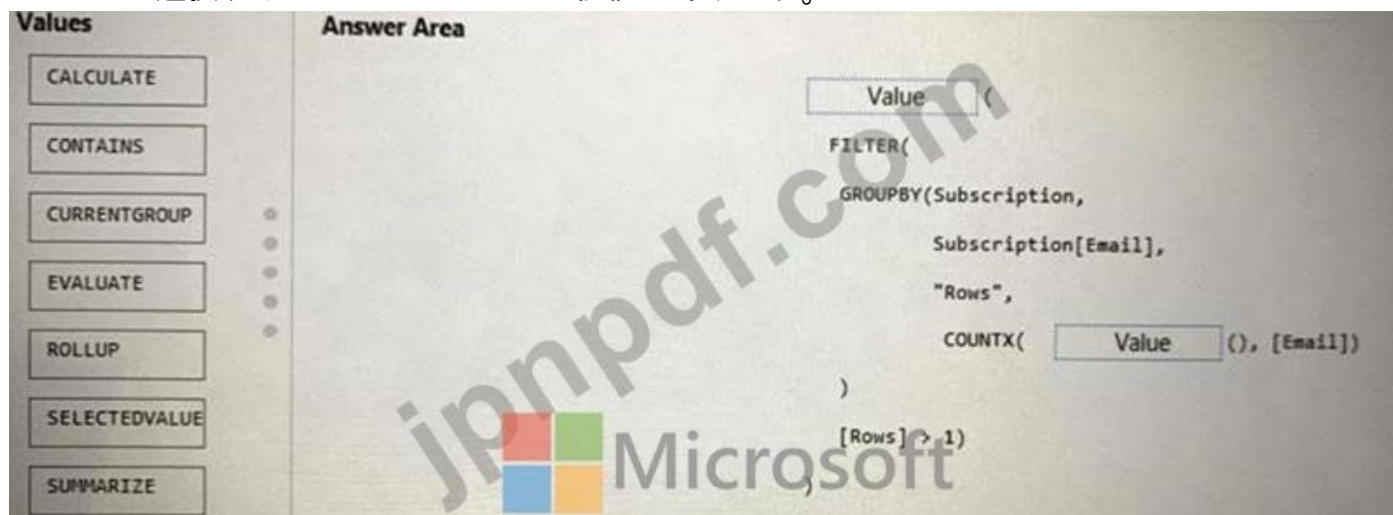 Values
Answer Area
CALCULATE
CONTAINS
CURRENTGROUP
EVALUATE
ROLLUP
SELECTEDVALUE
SUMMARIZE
Value (
FILTER(
GROUPBY(Subscription,
Subscription[Email],
"Rows",
COUNTX( Value (), [Email])
)
[Rows] > 1)
)
jpnpdf.com
Microsoft